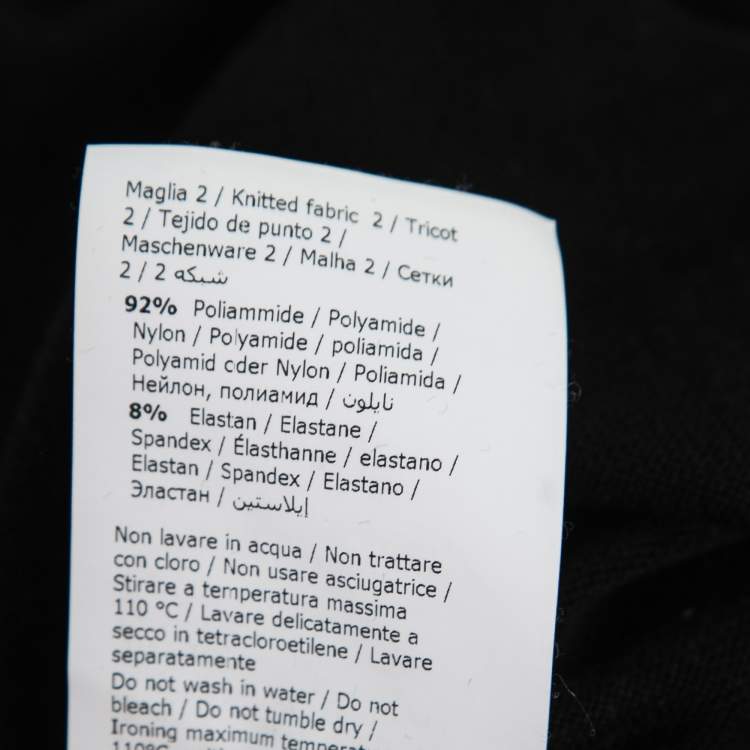 Maglia 2 / Knitted fabric 2 / Tricot
2 / Tejido de punto 2 /
Maschenware 2 / Malha 2 / Сетки
2 / 2 شبكه
92% Poliammide / Polyamide /
Nylon / Polyamide / poliamida /
Polyamid oder Nylon / Poliamida /
Нейлон, полиамид / نايلون
8% Elastan / Elastane /
Spandex / Élasthanne / elastano /
Elastan / Spandex / Elastano /
Эластан / إيلاستين
Non lavare in acqua / Non trattare
con cloro / Non usare asciugatrice /
Stirare a temperatura massima
110 °C / Lavare delicatamente a
secco in tetracloroetilene / Lavare
separatamente
Do not wash in water / Do not
bleach / Do not tumble dry /
Ironing maximum temperat
110°C